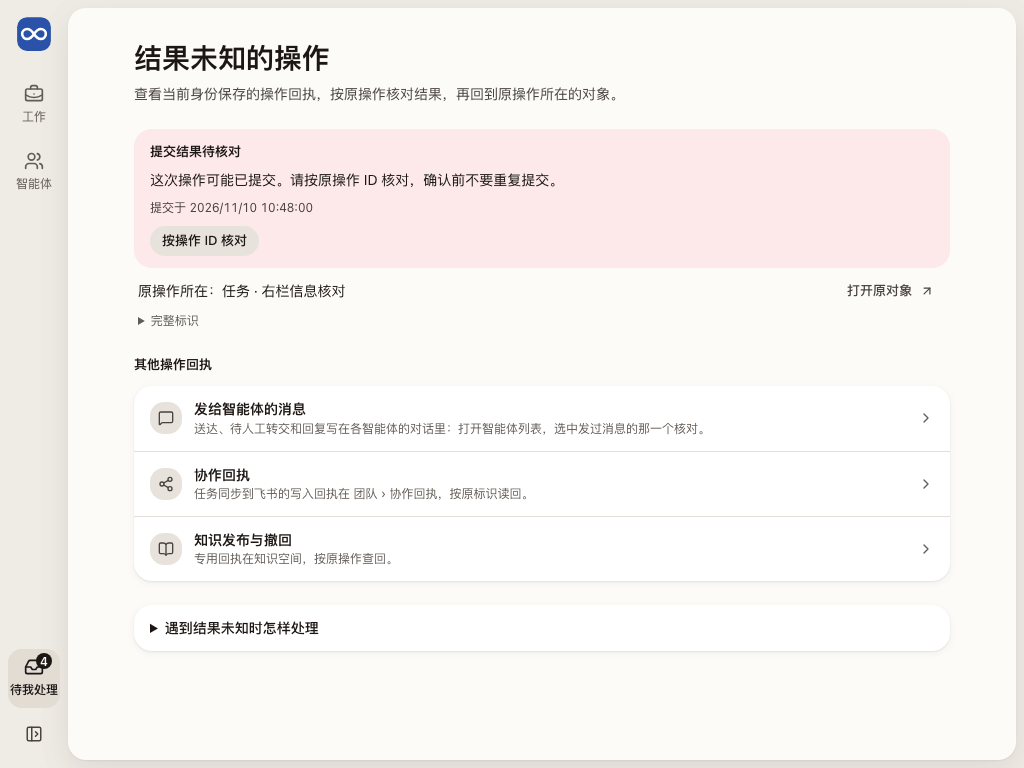 结果未知的操作
查看当前身份保存的操作回执，按原操作核对结果，再回到原操作所在的对象。
工作
智能体
提交结果待核对
这次操作可能已提交。请按原操作 ID 核对，确认前不要重复提交。
提交于 2026/11/10 10:48:00
按操作 ID 核对
原操作所在：任务 · 右栏信息核对
打开原对象
完整标识
其他操作回执
发给智能体的消息
送达、待人工转交和回复写在各智能体的对话里：打开智能体列表，选中发过消息的那一个核对。
协作回执
任务同步到飞书的写入回执在 团队 › 协作回执，按原标识读回。
知识发布与撤回
专用回执在知识空间，按原操作查回。
遇到结果未知时怎样处理
4
待我处理